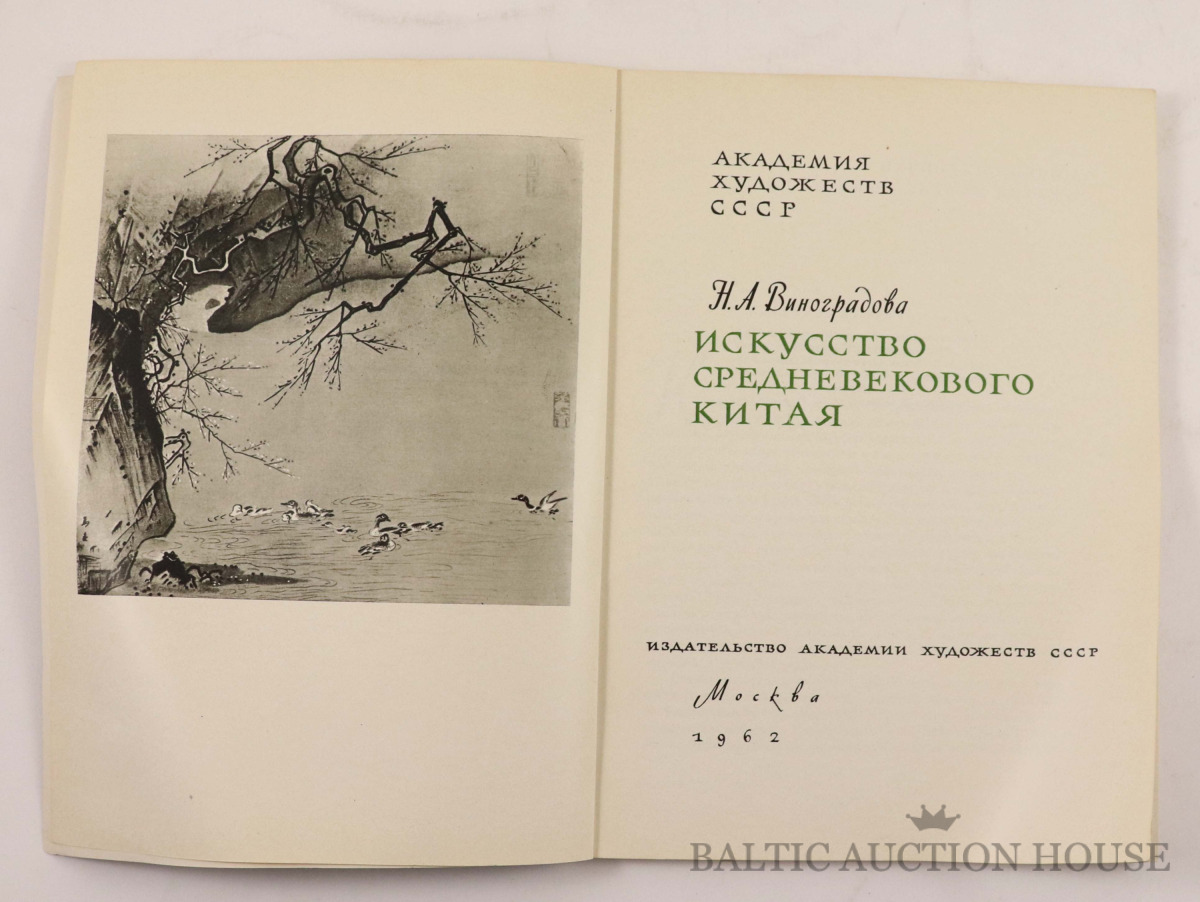 АКАДЕМИЯ
ХУДОЖЕСТВ
СССР
Н.А. Виноградова
ИСКУССТВО
СРЕДНЕВЕКОВОГО
КИТАЯ
ИЗДАТЕЛЬСТВО АКАДЕМИИ ХУДОЖЕСТВ СССР
Москва
1962
BALTIC AUCTION HOUSE